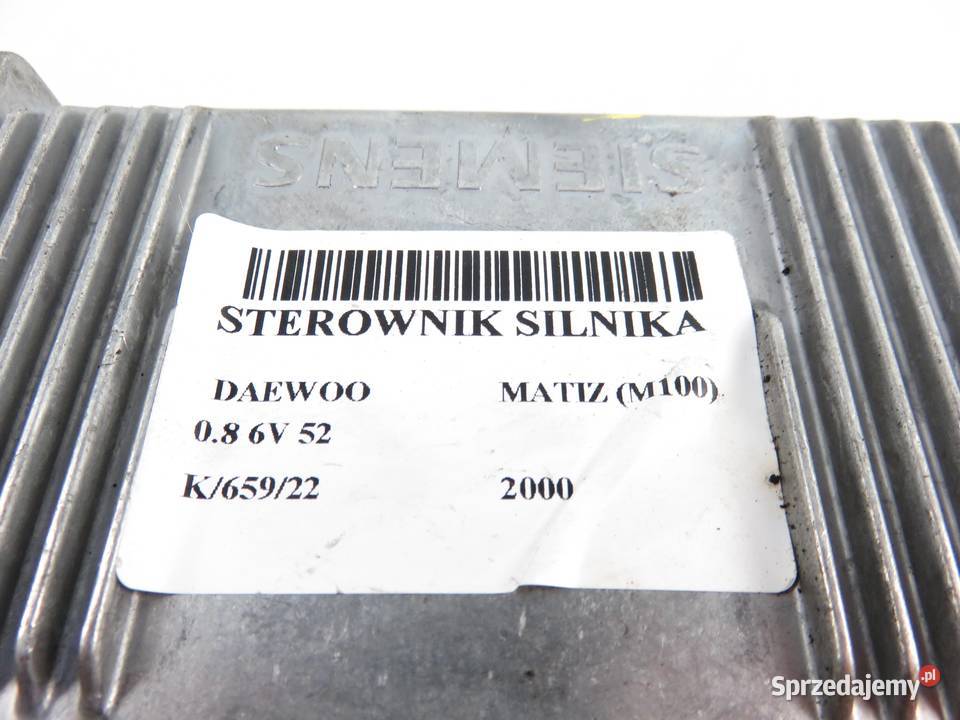 SIEMENS
STEROWNIK SILNIKA
DAEWOO MATIZ (M100)
0.8 6V 52
K/659/22 2000
Sprzedajemy.pl